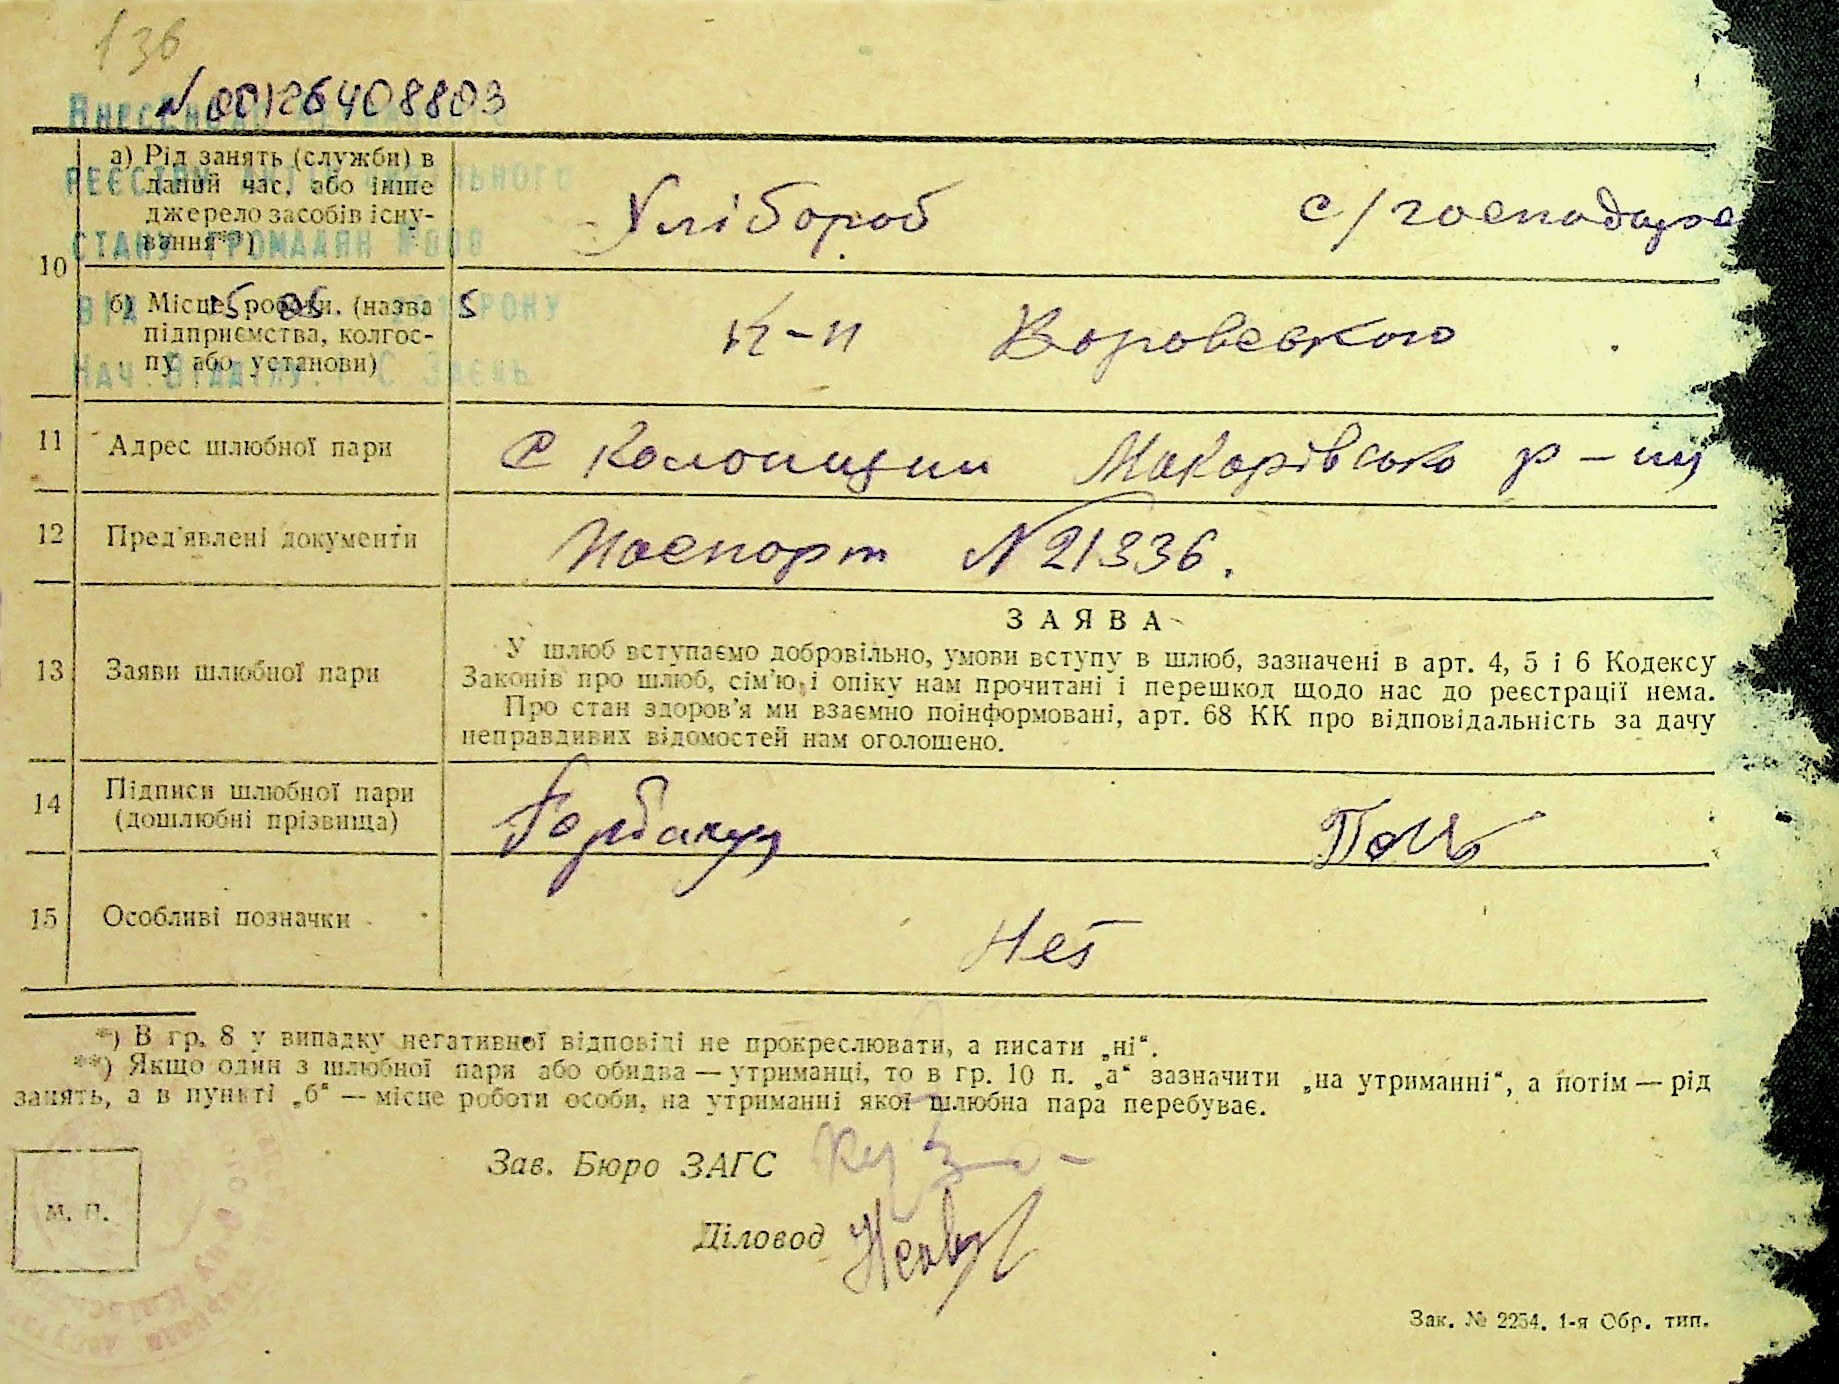 136
N 00126408803
а) Рід занять (служби) в
даний час, або інше
джерело засобів існу-
вання**)
Хлібороб с/господарка
10
б) Місце роботи. (назва
підприємства, колгос-
пу або установи)
К-п Воровського
11 Адрес шлюбної пари
с Колонщини Макарівсько р-ну
12 Пред'явлені документи
Паспорт N 21336.
13 Заяви шлюбної пари
ЗАЯВА
У шлюб вступаємо добровільно, умови вступу в шлюб, зазначені в арт. 4, 5 і 6 Кодексу
Законів про шлюб, сім'ю, і опіку нам прочитані і перешкод щодо нас до реєстрації нема.
Про стан здоров'я ми взаємно поінформовані, арт. 68 КК про відповідальність за дачу
неправдивих відомостей нам оголошено.
14 Підписи шлюбної пари
(дошлюбні прізвища)
15 Особливі позначки
Нет
*) В гр. 8 у випадку негативної відповіді не прокреслювати, а писати „ні“.
**) Якщо один з шлюбної пари або обидва — утриманці, то в гр. 10 п. „а“ зазначити „на утриманні“, а потім — рід
занять, а в пункті „б“ — місце роботи особи, на утриманні якої шлюбна пара перебуває.
Зав. Бюро ЗАГС
Діловод
м. п.
Зак. № 2254. 1-я Обр. тип.